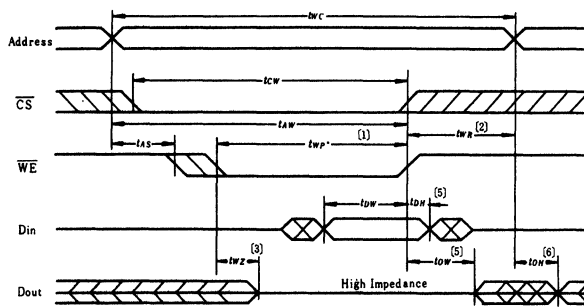 tWC
Address
tCW
CS
tAW
tAS
tWP* [1]
tWR [2]
WE
Din
tDW
tDH [5]
tWZ [3]
tOW [5]
tOH [6]
Dout
High Impedance